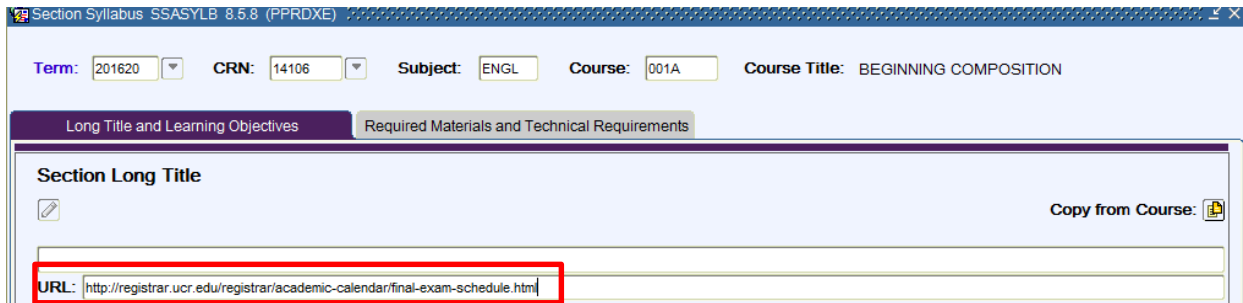 Section Syllabus SSASYLB 8.5.8 (PPRDXE)
Term: 201620 CRN: 14106 Subject: ENGL Course: 001A Course Title: BEGINNING COMPOSITION
Long Title and Learning Objectives Required Materials and Technical Requirements
Section Long Title
Copy from Course:
URL: http://registrar.ucr.edu/registrar/academic-calendar/final-exam-schedule.html